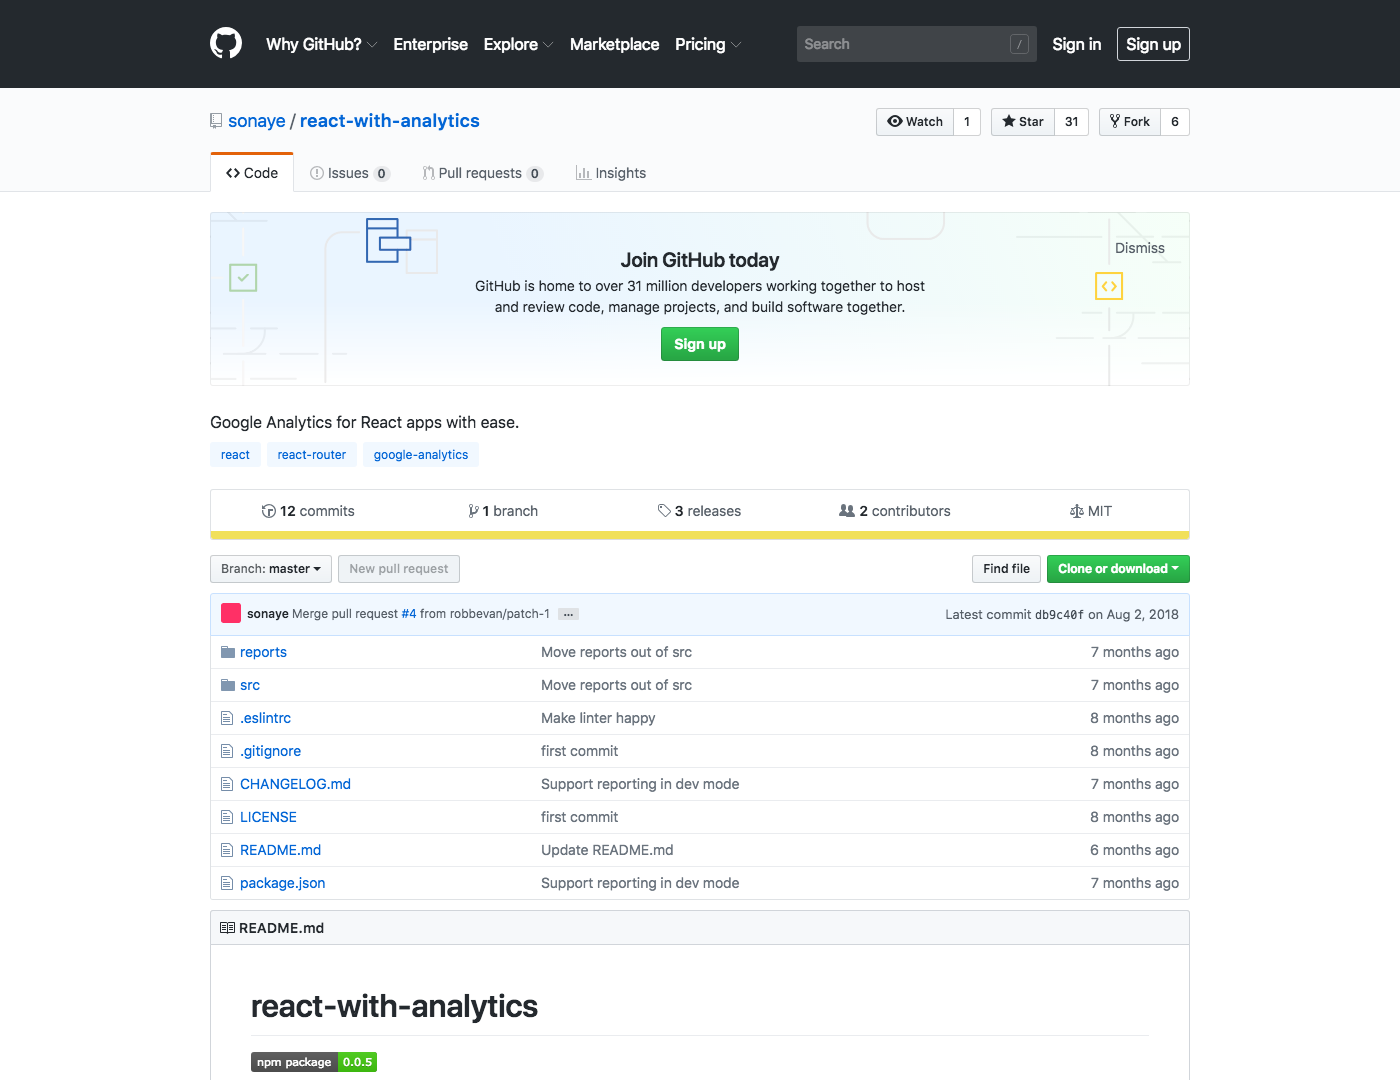 Why GitHub? Enterprise Explore Marketplace Pricing Search / Sign in Sign up
sonaye / react-with-analytics Watch 1 Star 31 Fork 6
Code Issues 0 Pull requests 0 Insights
Dismiss
Join GitHub today
GitHub is home to over 31 million developers working together to host
and review code, manage projects, and build software together.
Sign up
Google Analytics for React apps with ease.
react react-router google-analytics
12 commits 1 branch 3 releases 2 contributors MIT
Branch: master New pull request Find file Clone or download
sonaye Merge pull request #4 from robbevan/patch-1 … Latest commit db9c40f on Aug 2, 2018
reports Move reports out of src 7 months ago
src Move reports out of src 7 months ago
.eslintrc Make linter happy 8 months ago
.gitignore first commit 8 months ago
CHANGELOG.md Support reporting in dev mode 7 months ago
LICENSE first commit 8 months ago
README.md Update README.md 6 months ago
package.json Support reporting in dev mode 7 months ago
README.md
react-with-analytics
npm package 0.0.5